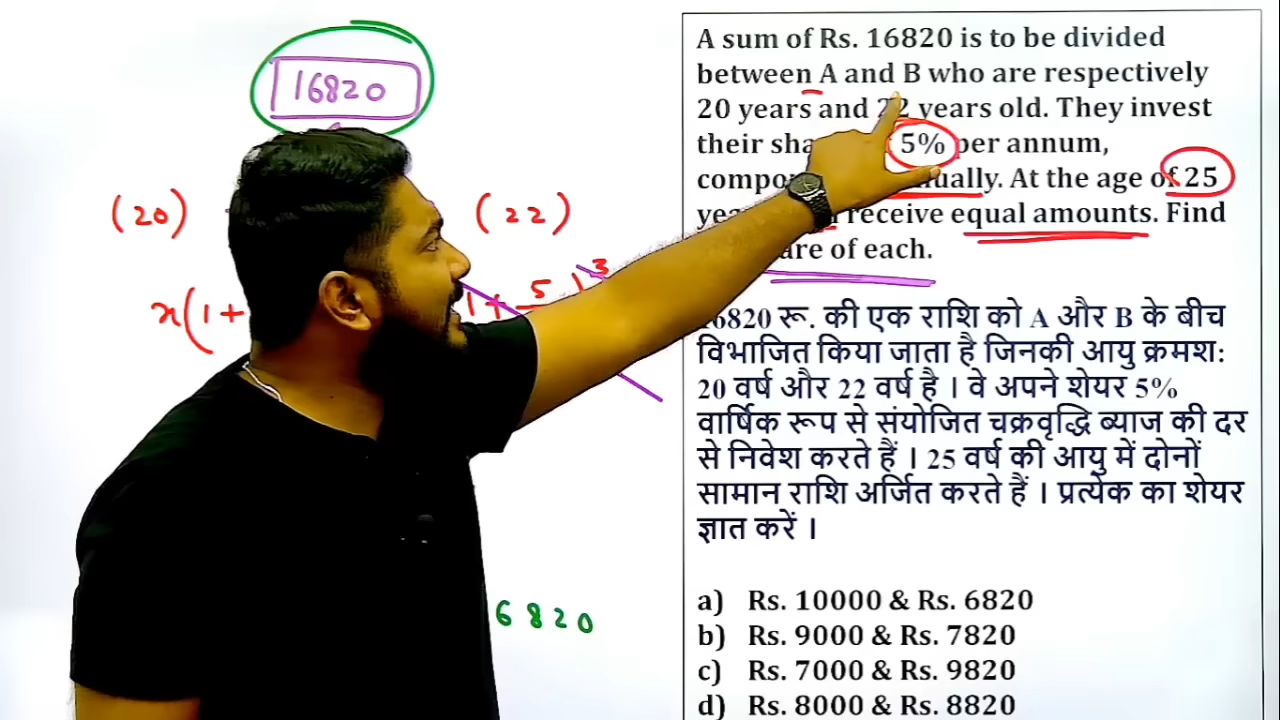 16820
(20)
(22)
x(1+
1+ 5 ) 3
6820
A sum of Rs. 16820 is to be divided
between A and B who are respectively
20 years and 22 years old. They invest
their 5% per annum,
At the age of 25
receive equal amounts. Find
of each.
16820 रू. की एक राशि को A और B के बीच
विभाजित किया जाता है जिनकी आयु क्रमश:
20 वर्ष और 22 वर्ष है । वे अपने शेयर 5%
वार्षिक रूप से संयोजित चक्रवृद्धि ब्याज की दर
से निवेश करते हैं । 25 वर्ष की आयु में दोनों
सामान राशि अर्जित करते हैं । प्रत्येक का शेयर
ज्ञात करें ।
a) Rs. 10000 & Rs. 6820
b) Rs. 9000 & Rs. 7820
c) Rs. 7000 & Rs. 9820
d) Rs. 8000 & Rs. 8820